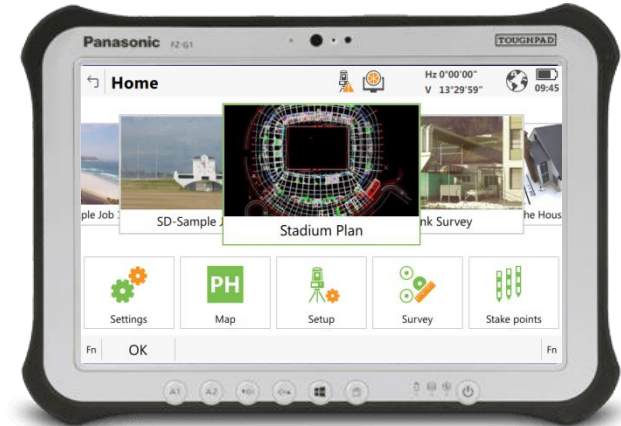 Panasonic FZ-G1
TOUGHPAD
Home
Hz 0°00'00"
V 13°29'59"
09:45
ple Job
SD-Sample J
Stadium Plan
nk Survey
he Hous
PH
Settings
Map
Setup
Survey
Stake points
Fn
OK
Fn
A1
A2